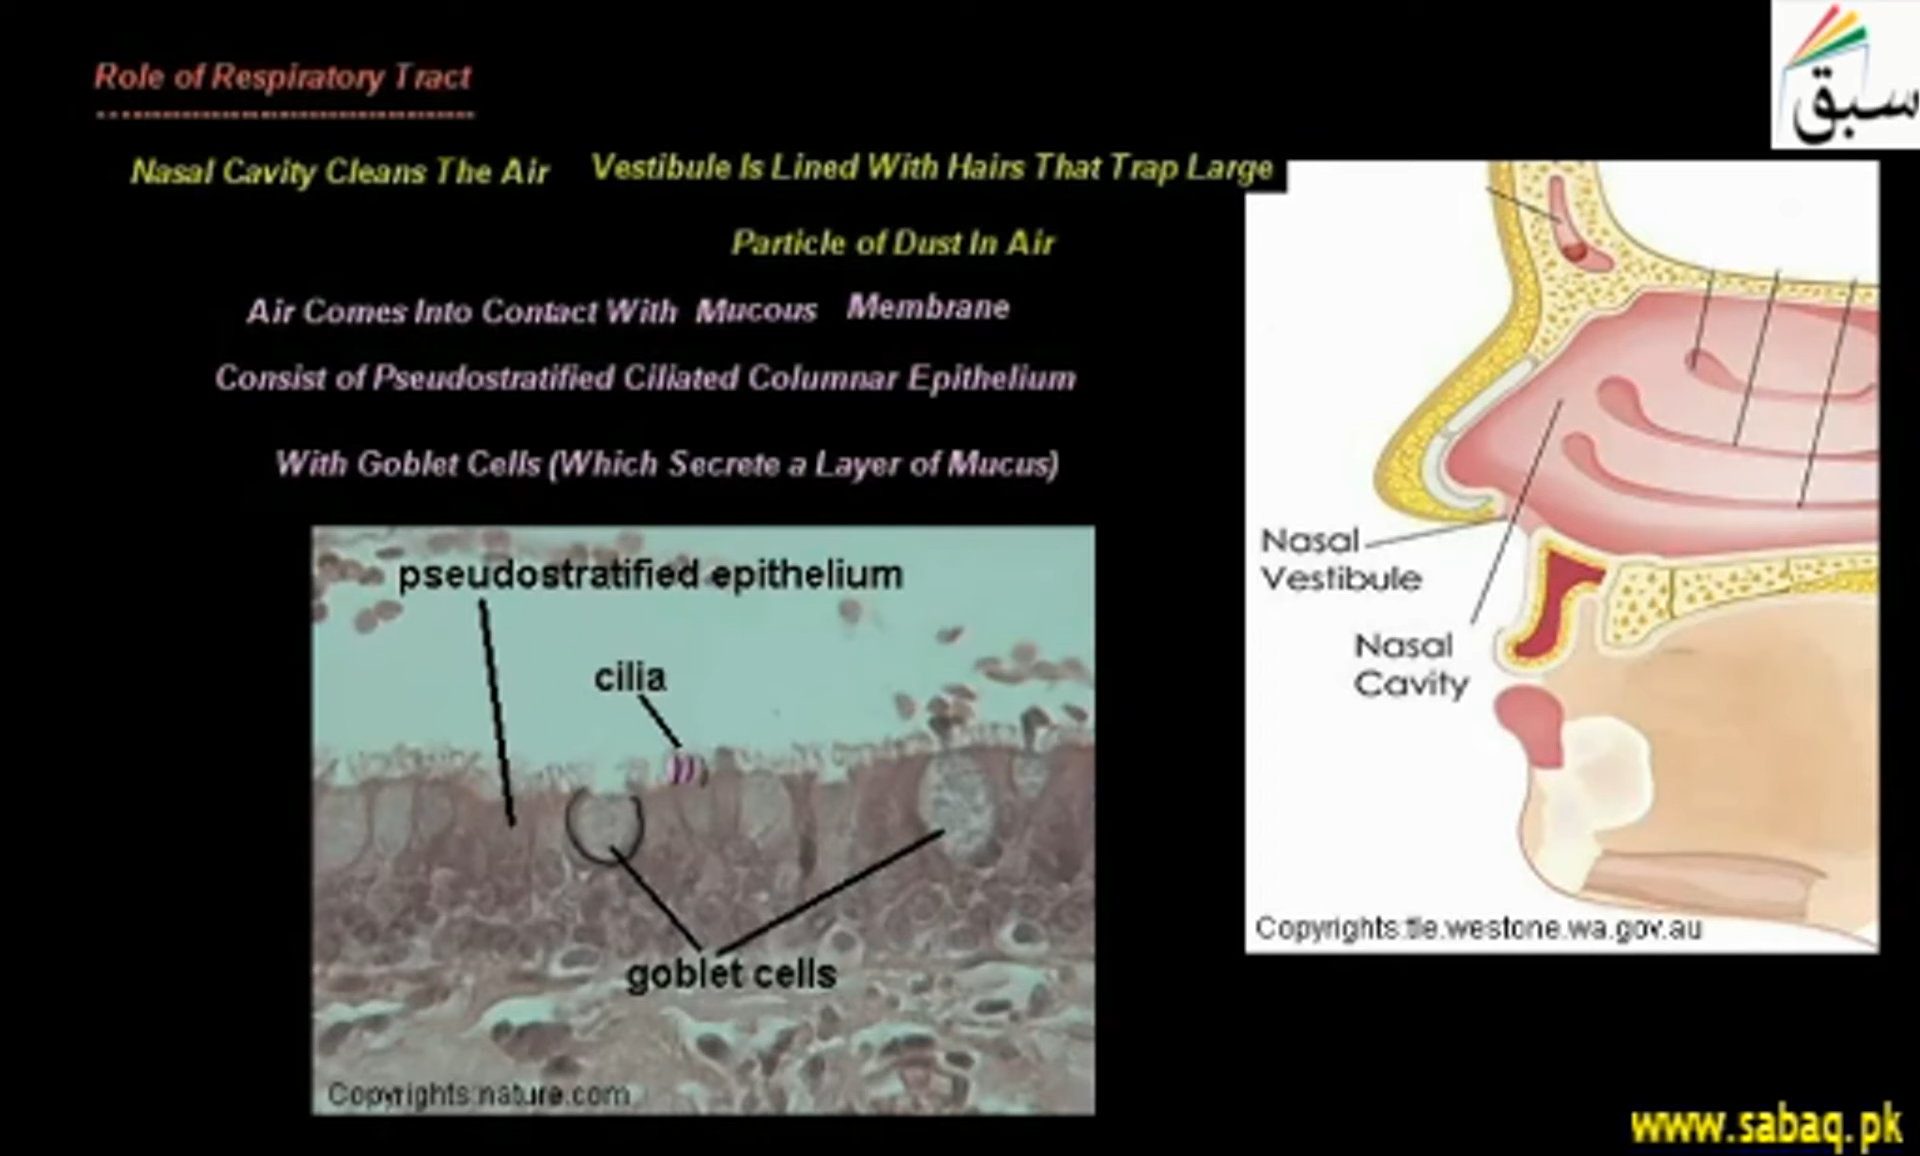 سبق
Role of Respiratory Tract
Nasal Cavity Cleans The Air
Vestibule Is Lined With Hairs That Trap Large
Particle of Dust In Air
Air Comes Into Contact With Mucous Membrane
Consist of Pseudostratified Ciliated Columnar Epithelium
With Goblet Cells (Which Secrete a Layer of Mucus)
pseudostratified epithelium
cilia
goblet cells
Copyrights:nature.com
Nasal
Vestibule
Nasal
Cavity
Copyrights:tle.westone.wa.gov.au
www.sabaq.pk